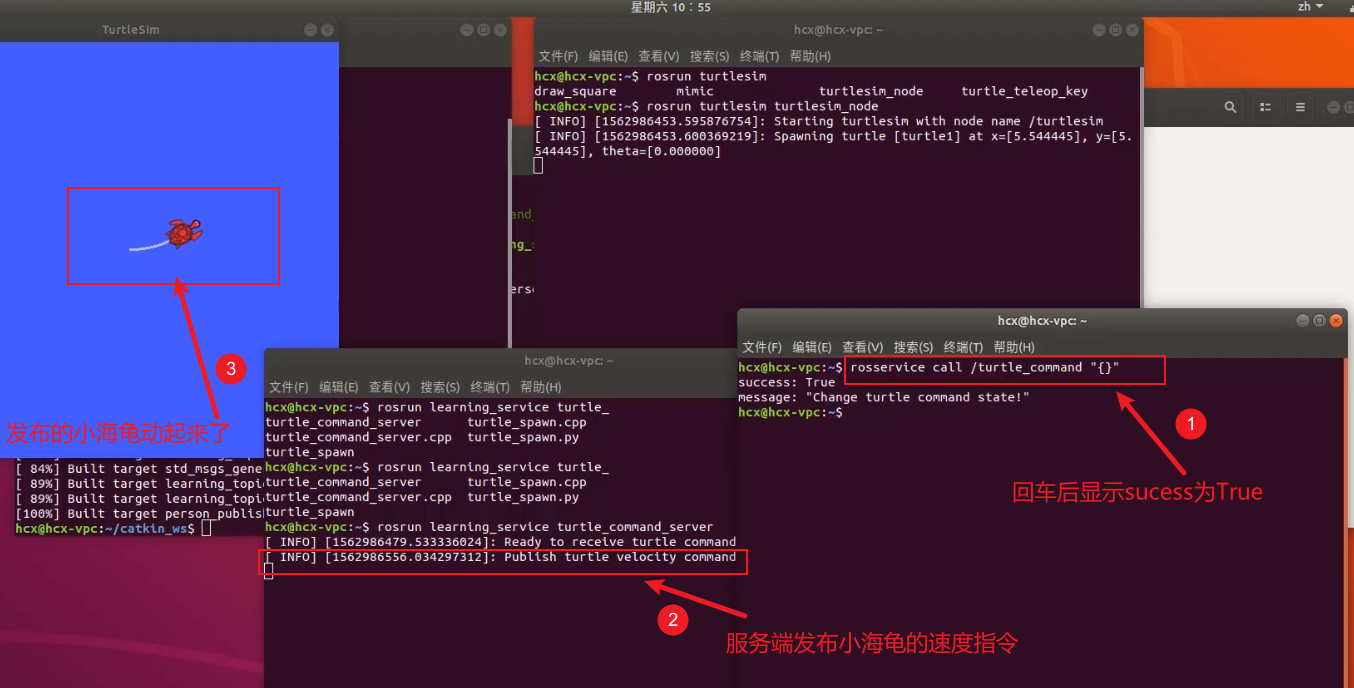 星期六 10：55
zh
TurtleSim
hcx@hcx-vpc: ~
文件(F) 编辑(E) 查看(V) 搜索(S) 终端(T) 帮助(H)
hcx@hcx-vpc:~$ rosrun turtlesim
draw_square mimic turtlesim_node turtle_teleop_key
hcx@hcx-vpc:~$ rosrun turtlesim turtlesim_node
[ INFO] [1562986453.595876754]: Starting turtlesim with node name /turtlesim
[ INFO] [1562986453.600369219]: Spawning turtle [turtle1] at x=[5.544445], y=[5.
544445], theta=[0.000000]
3
发布的小海龟动起来了
[ 84%] Built target std_msgs_gene
[ 89%] Built target learning_topi
[ 89%] Built target learning_topi
[100%] Built target person_publis
hcx@hcx-vpc:~/catkin_ws$
hcx@hcx-vpc: ~
文件(F) 编辑(E) 查看(V) 搜索(S) 终端(T) 帮助(H)
hcx@hcx-vpc:~$ rosrun learning_service turtle_
turtle_command_server turtle_spawn.cpp
turtle_command_server.cpp turtle_spawn.py
turtle_spawn
hcx@hcx-vpc:~$ rosrun learning_service turtle_
turtle_command_server turtle_spawn.cpp
turtle_command_server.cpp turtle_spawn.py
turtle_spawn
hcx@hcx-vpc:~$ rosrun learning_service turtle_command_server
[ INFO] [1562986479.533336024]: Ready to receive turtle command
[ INFO] [1562986556.034297312]: Publish turtle velocity command
2
服务端发布小海龟的速度指令
hcx@hcx-vpc: ~
文件(F) 编辑(E) 查看(V) 搜索(S) 终端(T) 帮助(H)
hcx@hcx-vpc:~$ rosservice call /turtle_command "{}"
success: True
message: "Change turtle command state!"
hcx@hcx-vpc:~$
1
回车后显示sucess为True